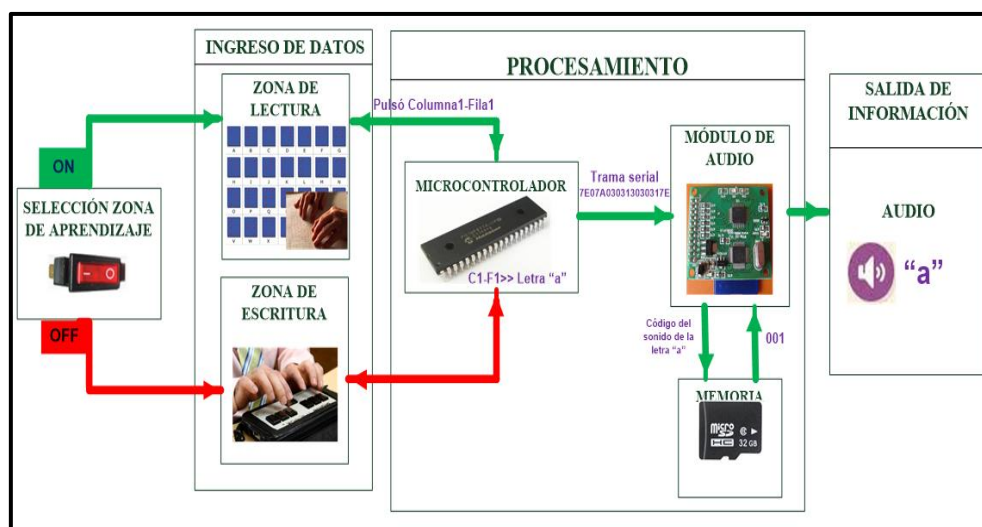 INGRESO DE DATOS
ZONA DE
LECTURA
A B C D E F G
H I J K L M N
ON
SELECCIÓN ZONA
DE APRENDIZAJE
OFF
ZONA DE
ESCRITURA
PROCESAMIENTO
Pulsó Columna1-Fila1
MICROCONTROLADOR
C1-F1>> Letra “a”
Trama serial
7E07A030313030317E
MÓDULO DE
AUDIO
Código del
sonido de la
letra “a”
001
MEMORIA
micro
SD
HC
32 GB
SALIDA DE
INFORMACIÓN
AUDIO
“a”